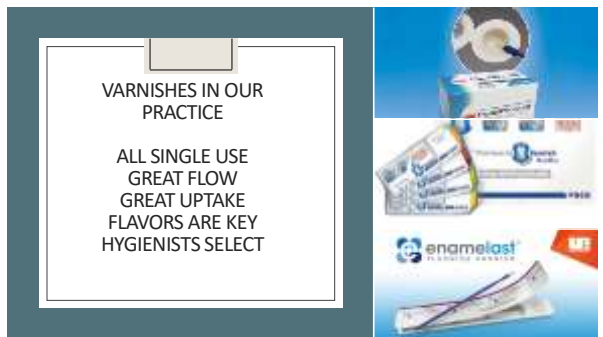 VARNISHES IN OUR
PRACTICE
ALL SINGLE USE
GREAT FLOW
GREAT UPTAKE
FLAVORS ARE KEY
HYGIENISTS SELECT
enamelast